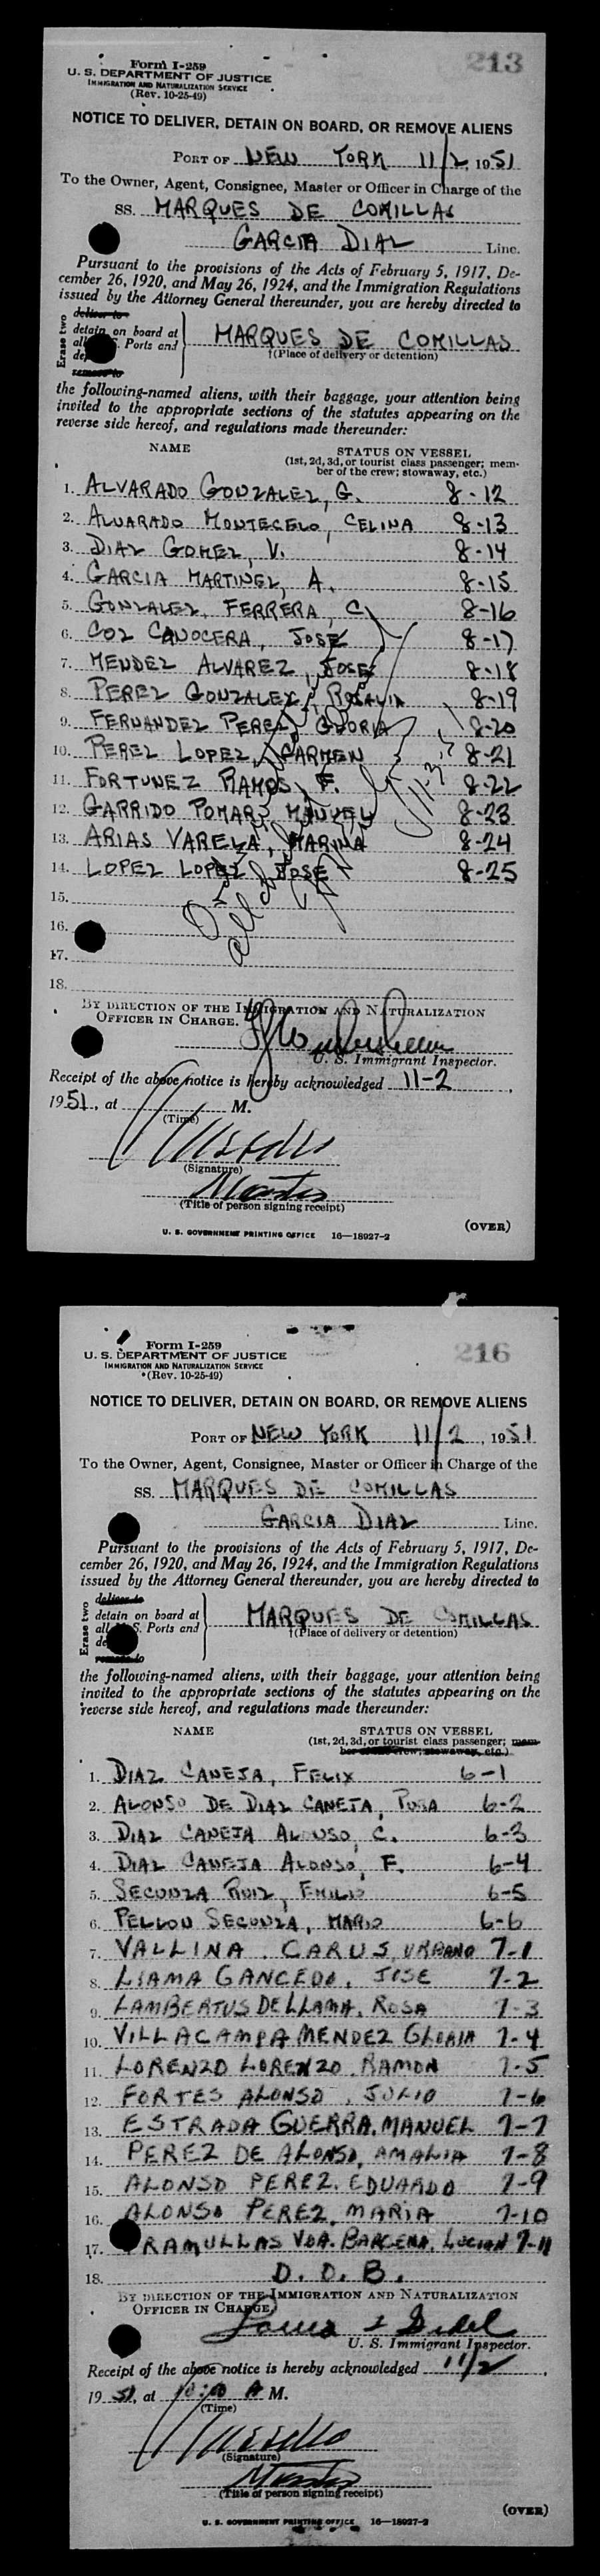 213
Form I-259
U. S. DEPARTMENT OF JUSTICE
IMMIGRATION AND NATURALIZATION SERVICE
(Rev. 10-25-49)
NOTICE TO DELIVER, DETAIN ON BOARD, OR REMOVE ALIENS
PORT OF NEW YORK 11/2, 1951
To the Owner, Agent, Consignee, Master or Officer in Charge of the
SS. MARQUES DE COMILLAS
GARCIA DIAZ Line.
Pursuant to the provisions of the Acts of February 5, 1917, De-
cember 26, 1920, and May 26, 1924, and the Immigration Regulations
issued by the Attorney General thereunder, you are hereby directed to
Erase two
deliver to
detain on board at
all U. S. Ports and
remove to
MARQUES DE COMILLAS
†(Place of delivery or detention)
the following-named aliens, with their baggage, your attention being
invited to the appropriate sections of the statutes appearing on the
reverse side hereof, and regulations made thereunder:
NAME STATUS ON VESSEL
(1st, 2d, 3d, or tourist class passenger; mem-
ber of the crew; stowaway, etc.)
1. ALVARADO GONZALEZ, G. 8-12
2. ALVARADO MONTECELO, CELINA 8-13
3. DIAZ GOMEZ, V. 8-14
4. GARCIA MARTINEZ, A. 8-15
5. GONZALEZ FERRERA, C. 8-16
6. COZ CANOCERA, JOSE 8-17
7. MENDEZ ALVAREZ, JOSE 8-18
8. PEREZ GONZALEZ, ROSALIA 8-19
9. FERNANDEZ PEREZ, GLORIA 8-20
10. PEREZ LOPEZ, CARMEN 8-21
11. FORTUNEZ RAMOS, F. 8-22
12. GARRIDO POMAR, MANUEL 8-23
13. ARIAS VARELA, MARINA 8-24
14. LOPEZ LOPEZ JOSE 8-25
15.
16.
17.
18.
BY DIRECTION OF THE IMMIGRATION AND NATURALIZATION
OFFICER IN CHARGE.
U. S. Immigrant Inspector.
Receipt of the above notice is hereby acknowledged 11-2,
1951, at M.
(Time)
(Signature)
Master
(Title of person signing receipt)
(OVER)
U. S. GOVERNMENT PRINTING OFFICE 16—18927-2
216
Form I-259
U. S. DEPARTMENT OF JUSTICE
IMMIGRATION AND NATURALIZATION SERVICE
(Rev. 10-25-49)
NOTICE TO DELIVER, DETAIN ON BOARD, OR REMOVE ALIENS
PORT OF NEW YORK 11/2, 1951
To the Owner, Agent, Consignee, Master or Officer in Charge of the
SS. MARQUES DE COMILLAS
GARCIA DIAZ Line.
Pursuant to the provisions of the Acts of February 5, 1917, De-
cember 26, 1920, and May 26, 1924, and the Immigration Regulations
issued by the Attorney General thereunder, you are hereby directed to
Erase two
deliver to
detain on board at
all U. S. Ports and
remove to
MARQUES DE COMILLAS
†(Place of delivery or detention)
the following-named aliens, with their baggage, your attention being
invited to the appropriate sections of the statutes appearing on the
reverse side hereof, and regulations made thereunder:
NAME STATUS ON VESSEL
(1st, 2d, 3d, or tourist class passenger; mem-
ber of the crew; stowaway, etc.)
1. DIAZ CANEJA, FELIX 6-1
2. ALONSO DE DIAZ CANEJA, PURA 6-2
3. DIAZ CANEJA ALONSO, C. 6-3
4. DIAZ CANEJA ALONSO, F. 6-4
5. SECUNZA RUIZ, EMILIO 6-5
6. PELLON SECUNZA, MARIO 6-6
7. VALLINA CARUS, URBANO 7-1
8. LIAMA GANCEDO, JOSE 7-2
9. LAMBERTUS DE LLAMA, ROSA 7-3
10. VILLACAMPA MENDEZ GLORIA 7-4
11. LORENZO LORENZO, RAMON 7-5
12. FORTES ALONSO, JULIO 7-6
13. ESTRADA GUERRA, MANUEL 7-7
14. PEREZ DE ALONSO, AMALIA 7-8
15. ALONSO PEREZ, EDUARDO 7-9
16. ALONSO PEREZ, MARIA 7-10
17. RAMULLAS VDA. BARCENA, LUCIAN 7-11
18. D. O. B.
BY DIRECTION OF THE IMMIGRATION AND NATURALIZATION
OFFICER IN CHARGE.
U. S. Immigrant Inspector.
Receipt of the above notice is hereby acknowledged 11/2,
1951, at 10:00 A M.
(Time)
(Signature)
Master
(Title of person signing receipt)
(OVER)
U. S. GOVERNMENT PRINTING OFFICE 16—18927-2